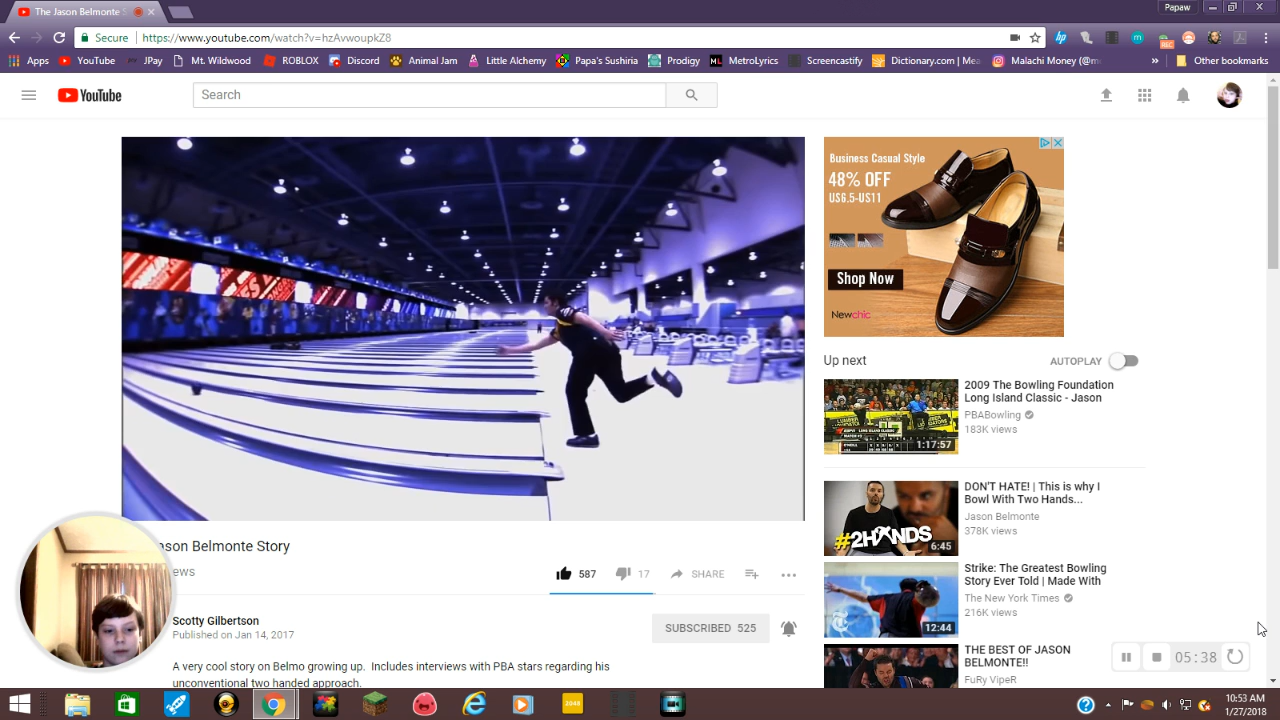 The Jason Belmonte S
Papaw
Secure
https://www.youtube.com/watch?v=hzAvwoupkZ8
REC
Apps
YouTube
JPay
Mt. Wildwood
ROBLOX
Discord
Animal Jam
Little Alchemy
Papa's Sushiria
Prodigy
MetroLyrics
Screencastify
Dictionary.com | Mea
Instagram
McKinley Money (@em
YouTube
Search
Business Casual Style
48% OFF
US6.5-US11
Shop Now
Newchic
Up next
AUTOPLAY
2009 The Bowling Foundation
Long Island Classic - Jason
PBABowling
183K views
1:17:57
DON'T HATE! | This is why I
Bowl With Two Hands...
Jason Belmonte
378K views
#2HANDS
6:45
Strike: The Greatest Bowling
Story Ever Told | Made With
The New York Times
216K views
12:44
THE BEST OF JASON
BELMONTE!!
FuRy VipeR
ason Belmonte Story
ews
587
17
SHARE
Scotty Gilbertson
Published on Jan 14, 2017
SUBSCRIBED 525
A very cool story on Belmo growing up. Includes interviews with PBA stars regarding his
unconventional two handed approach.
05:38
2048
10:53 AM
1/27/2018